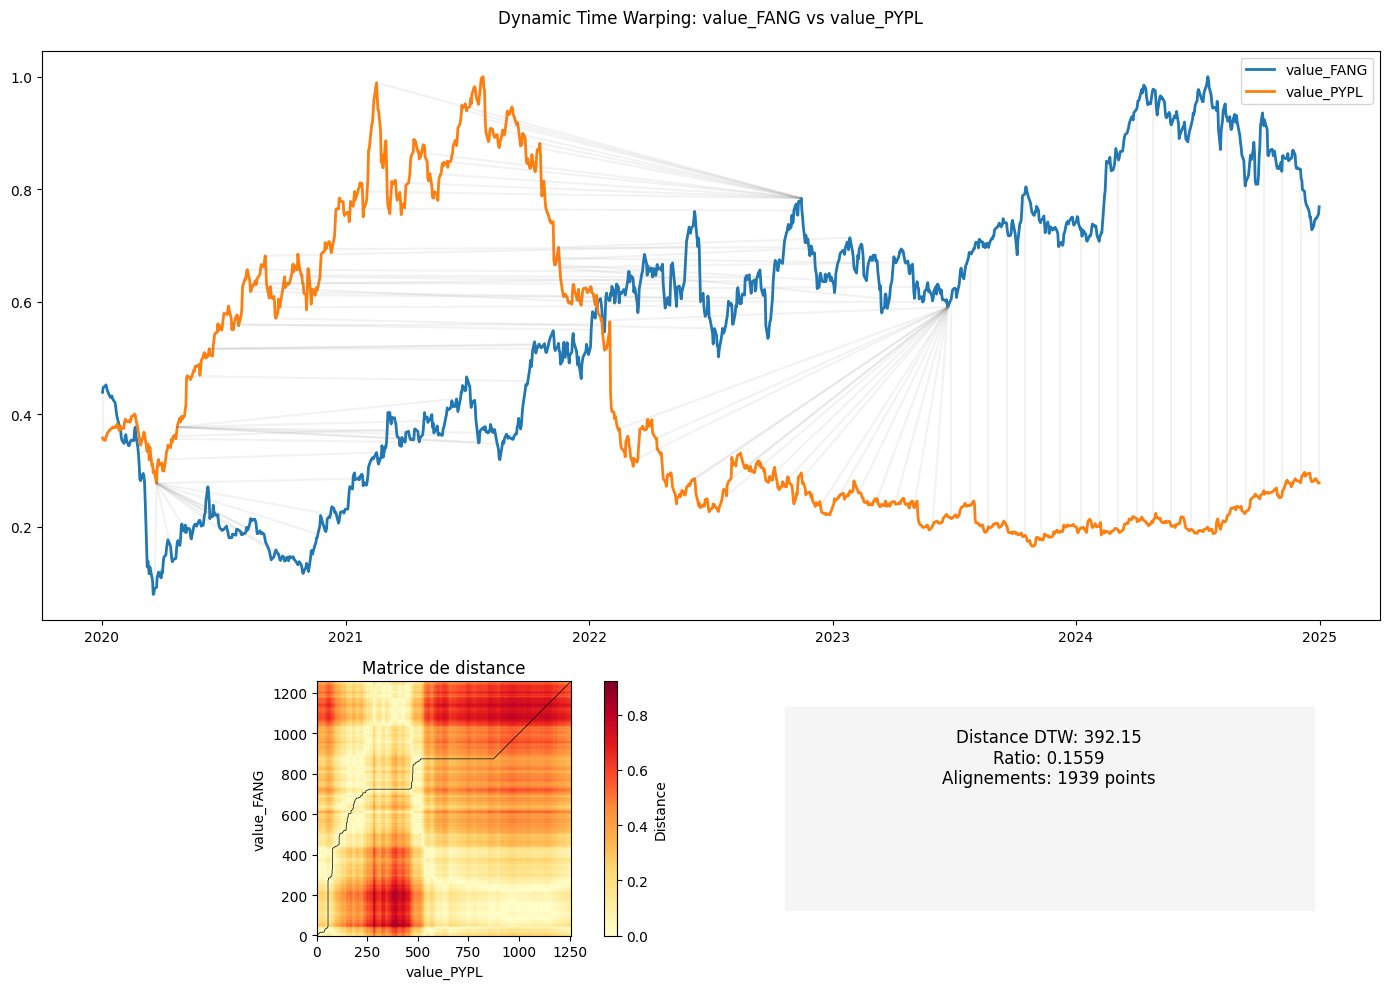 Dynamic Time Warping: value_FANG vs value_PYPL
value_FANG
value_PYPL
1.0
0.8
0.6
0.4
0.2
2020 2021 2022 2023 2024 2025
Matrice de distance
value_FANG
1200
1000
800
600
400
200
0
0 250 500 750 1000 1250
value_PYPL
0.8
0.6
0.4
0.2
0.0
Distance
Distance DTW: 392.15
Ratio: 0.1559
Alignements: 1939 points